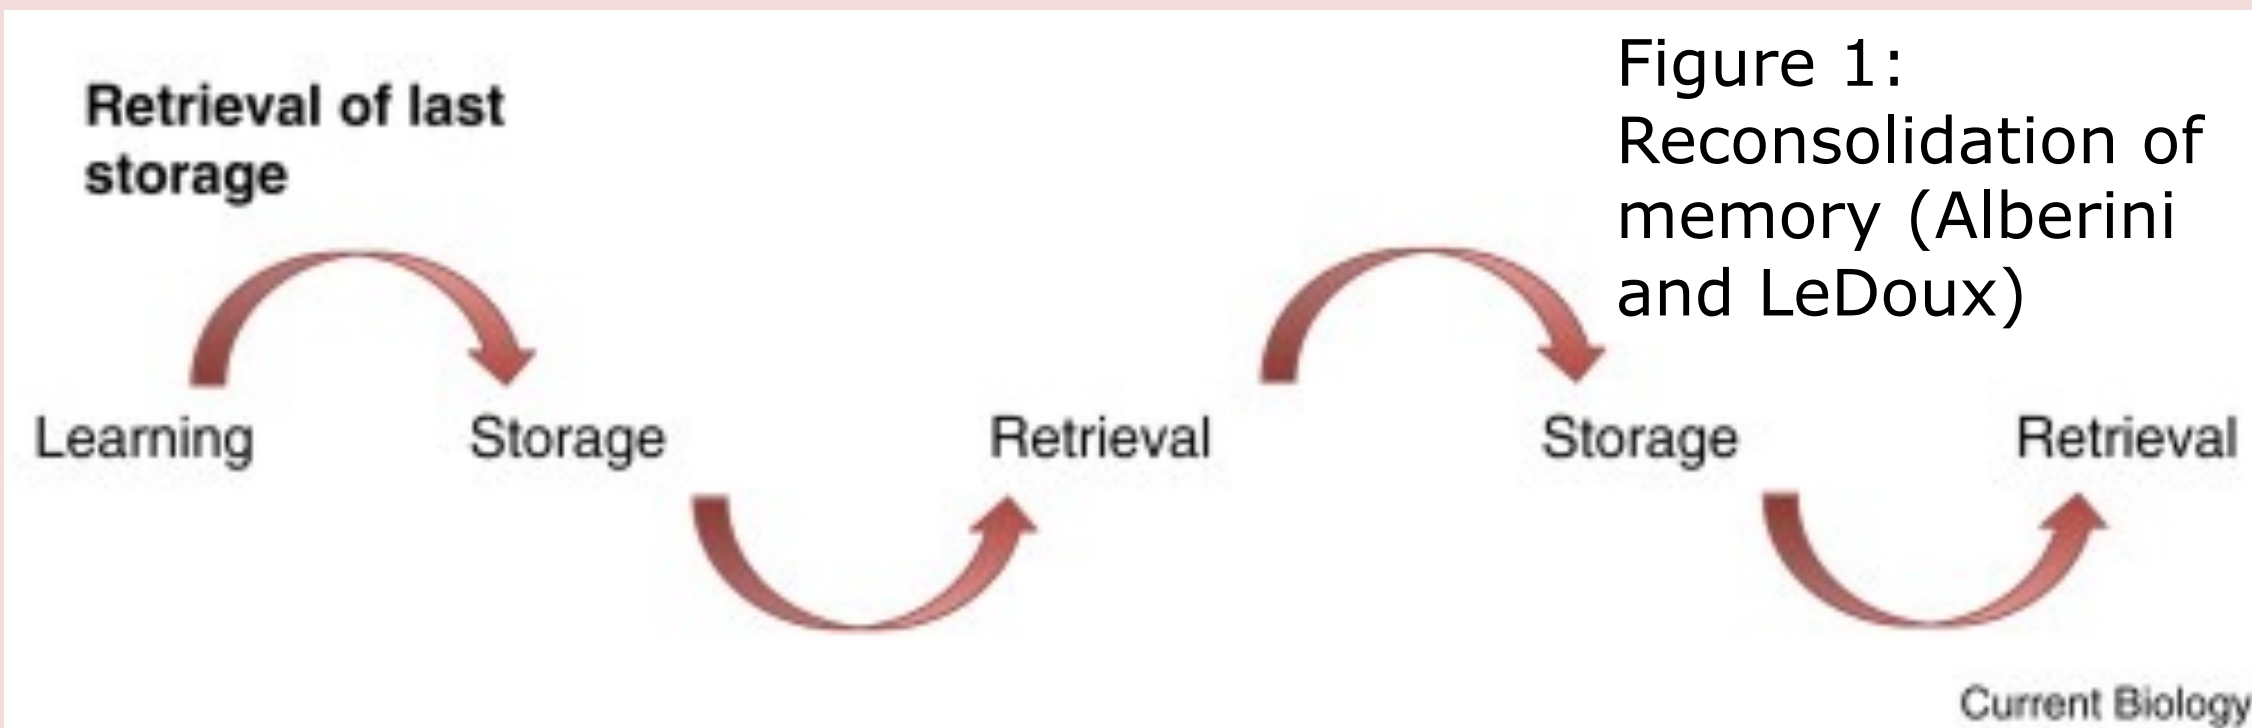 Retrieval of last
storage
Figure 1:
Reconsolidation of
memory (Alberini
and LeDoux)
Learning Storage Retrieval Storage Retrieval
Current Biology